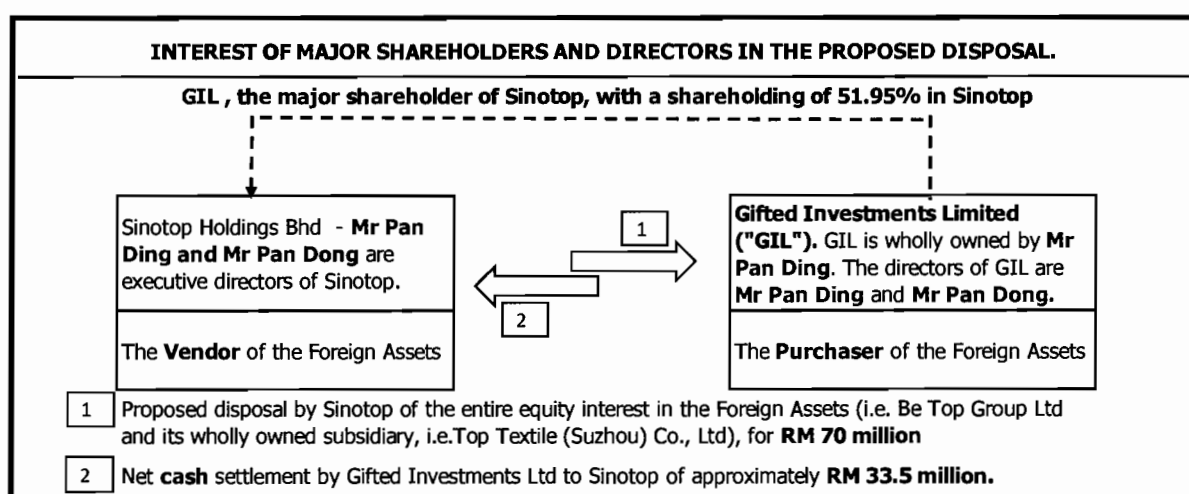 INTEREST OF MAJOR SHAREHOLDERS AND DIRECTORS IN THE PROPOSED DISPOSAL.
GIL , the major shareholder of Sinotop, with a shareholding of 51.95% in Sinotop
Sinotop Holdings Bhd - Mr Pan
Ding and Mr Pan Dong are
executive directors of Sinotop.
The Vendor of the Foreign Assets
1
2
Gifted Investments Limited
("GIL"). GIL is wholly owned by Mr
Pan Ding. The directors of GIL are
Mr Pan Ding and Mr Pan Dong.
The Purchaser of the Foreign Assets
1 Proposed disposal by Sinotop of the entire equity interest in the Foreign Assets (i.e. Be Top Group Ltd
and its wholly owned subsidiary, i.e.Top Textile (Suzhou) Co., Ltd), for RM 70 million
2 Net cash settlement by Gifted Investments Ltd to Sinotop of approximately RM 33.5 million.